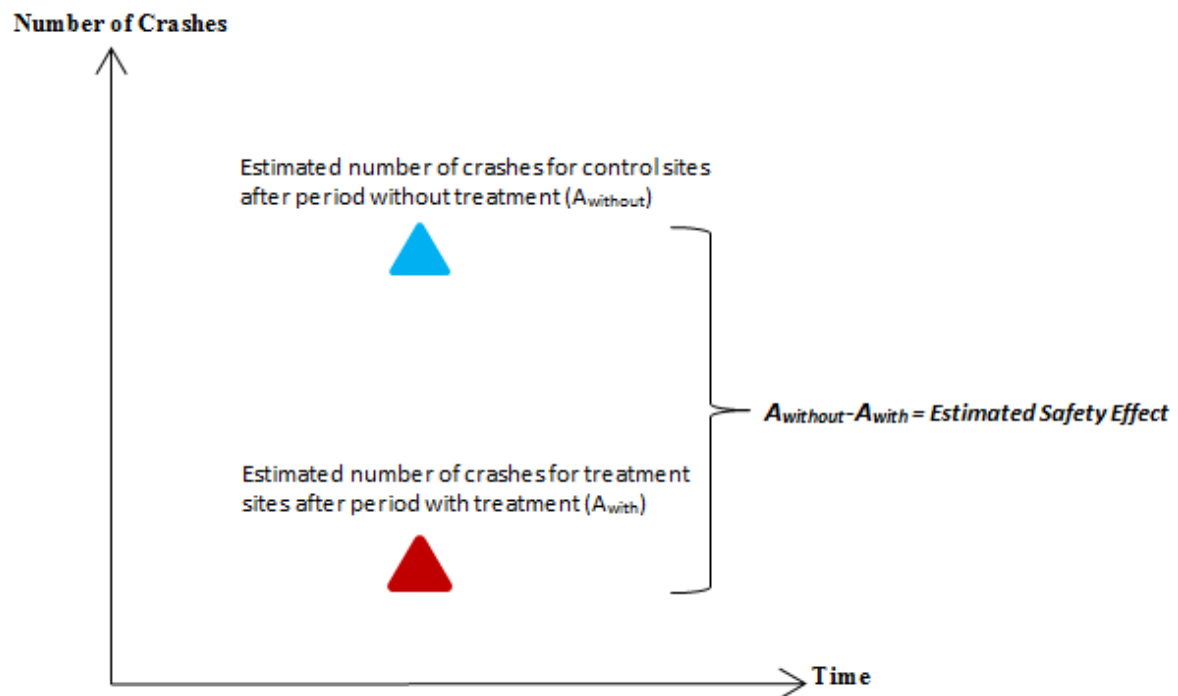 Number of Crashes
Estimated number of crashes for control sites
after period without treatment (Awithout)
Estimated number of crashes for treatment
sites after period with treatment (Awith)
Awithout-Awith = Estimated Safety Effect
Time